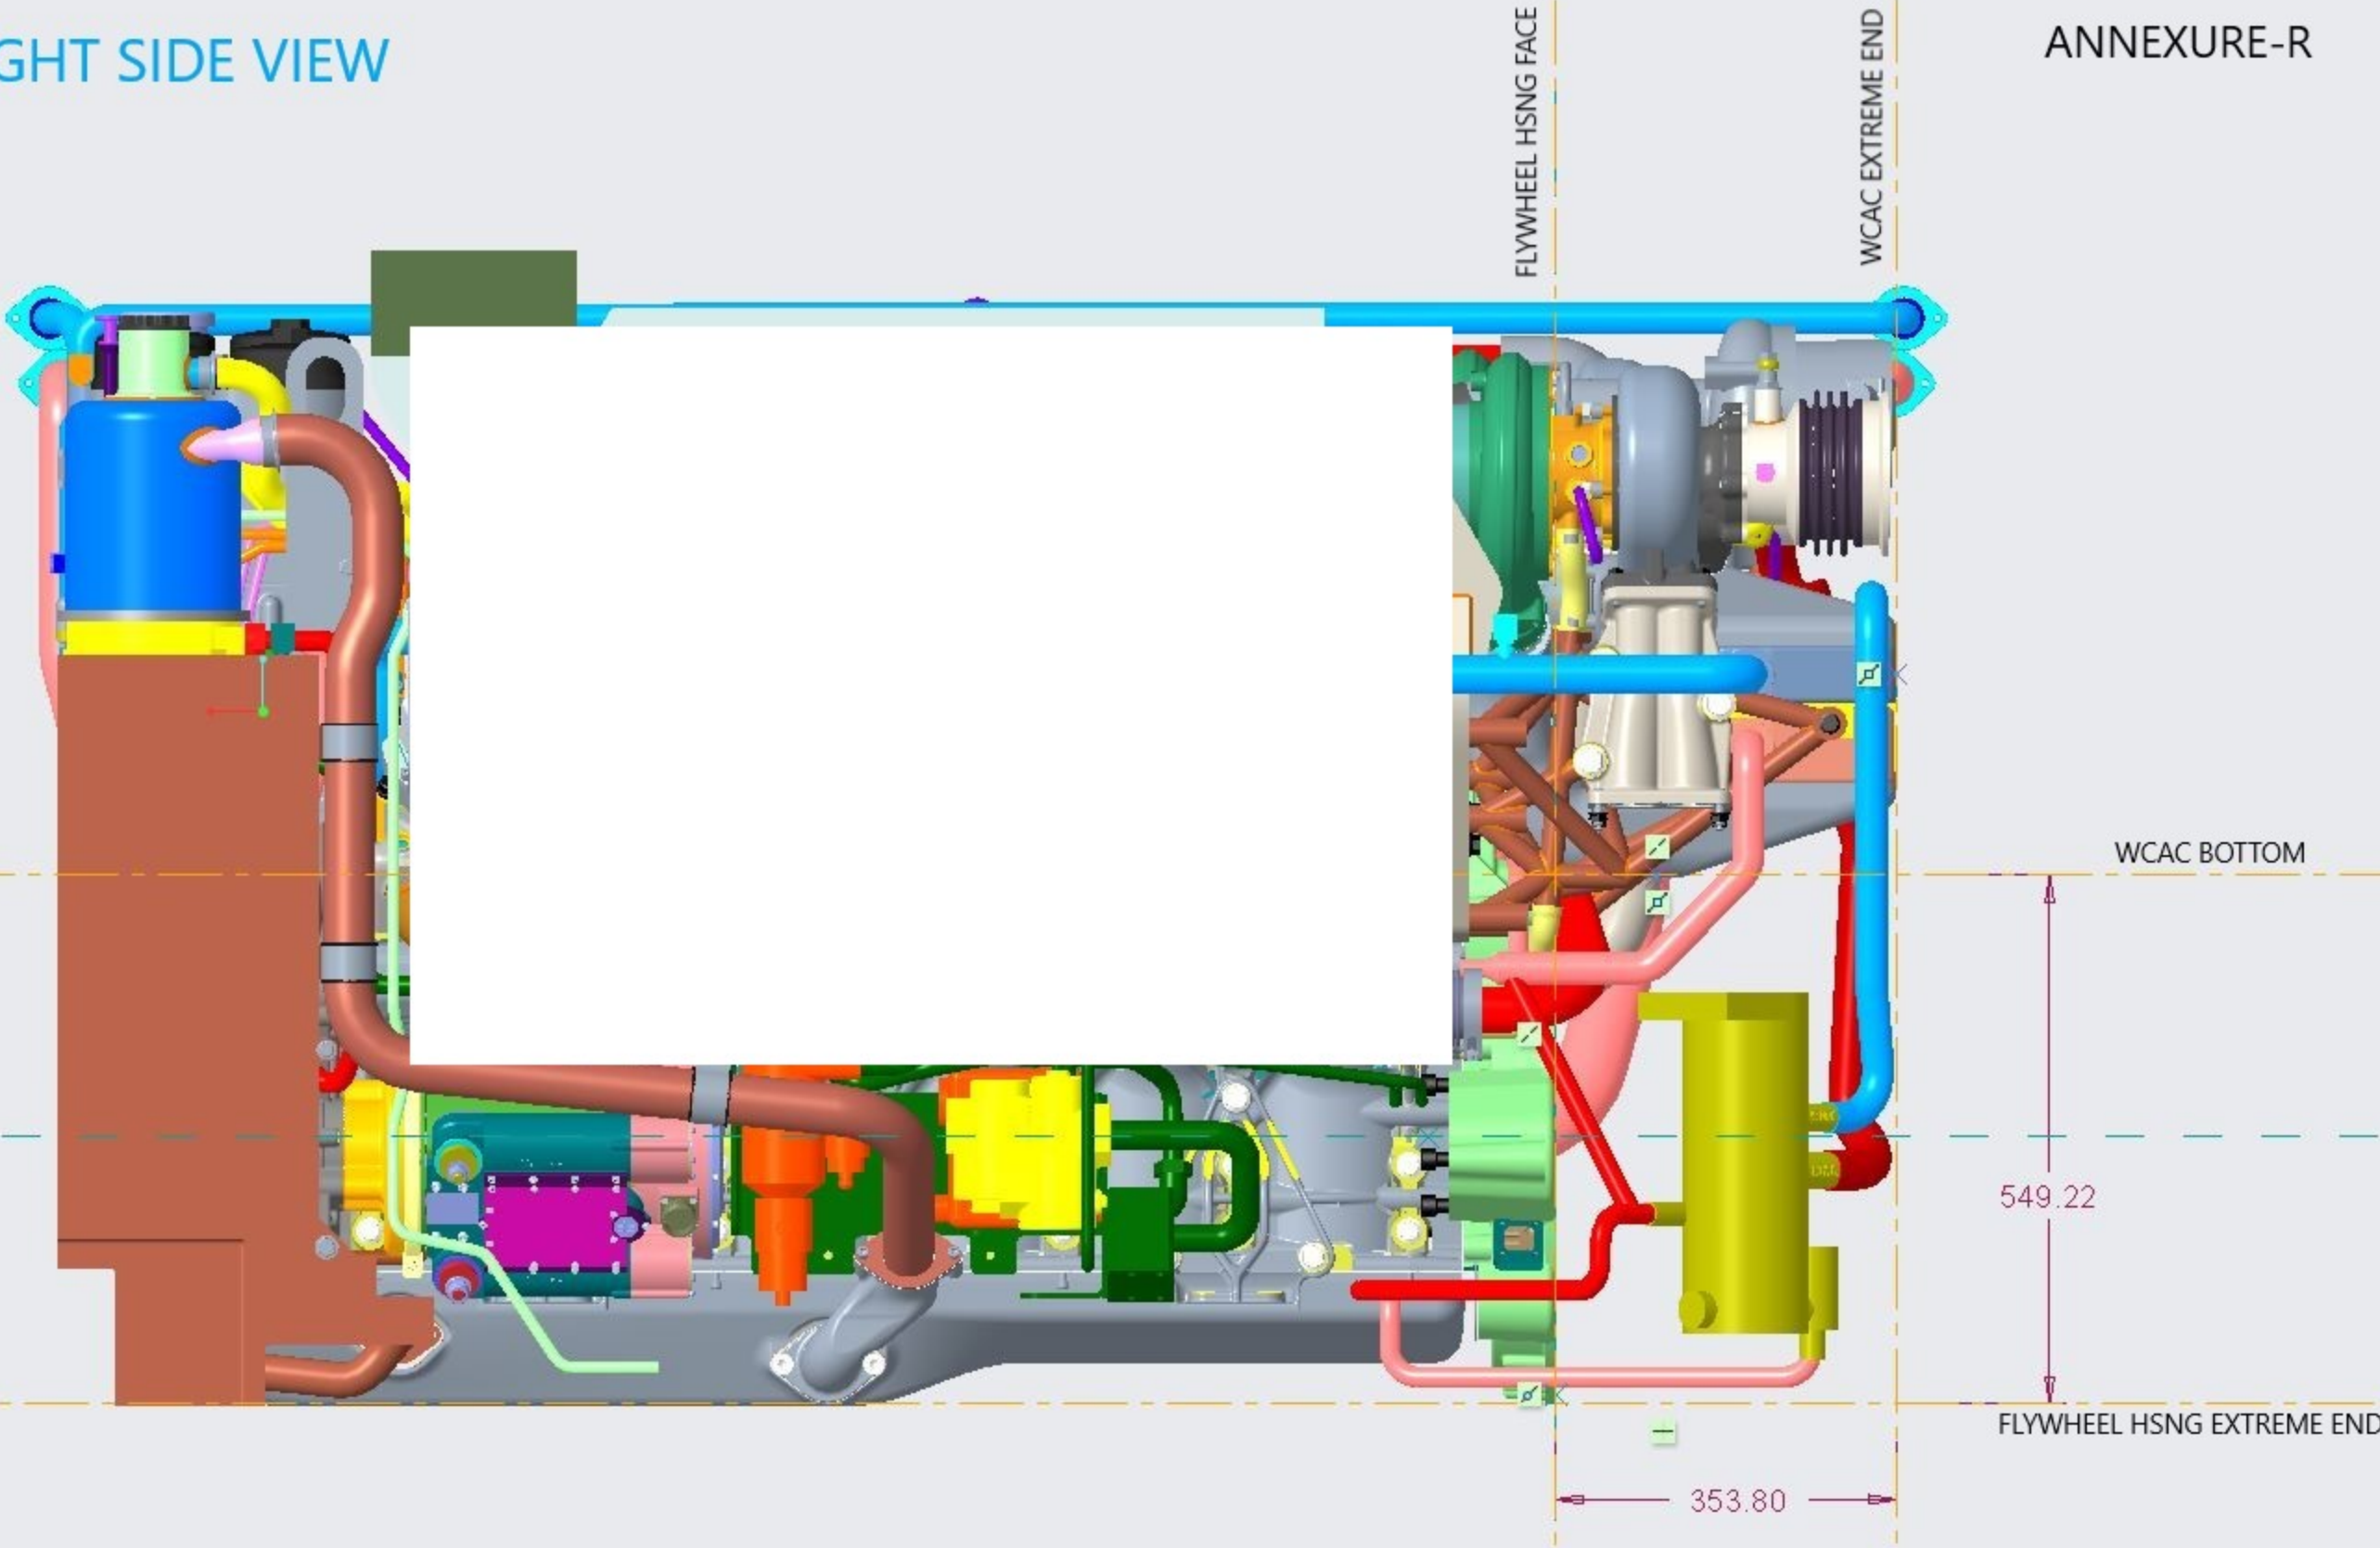 GHT SIDE VIEW
FLYWHEEL HSNG FACE
WCAC EXTREME END
ANNEXURE-R
WCAC BOTTOM
549.22
FLYWHEEL HSNG EXTREME END
353.80